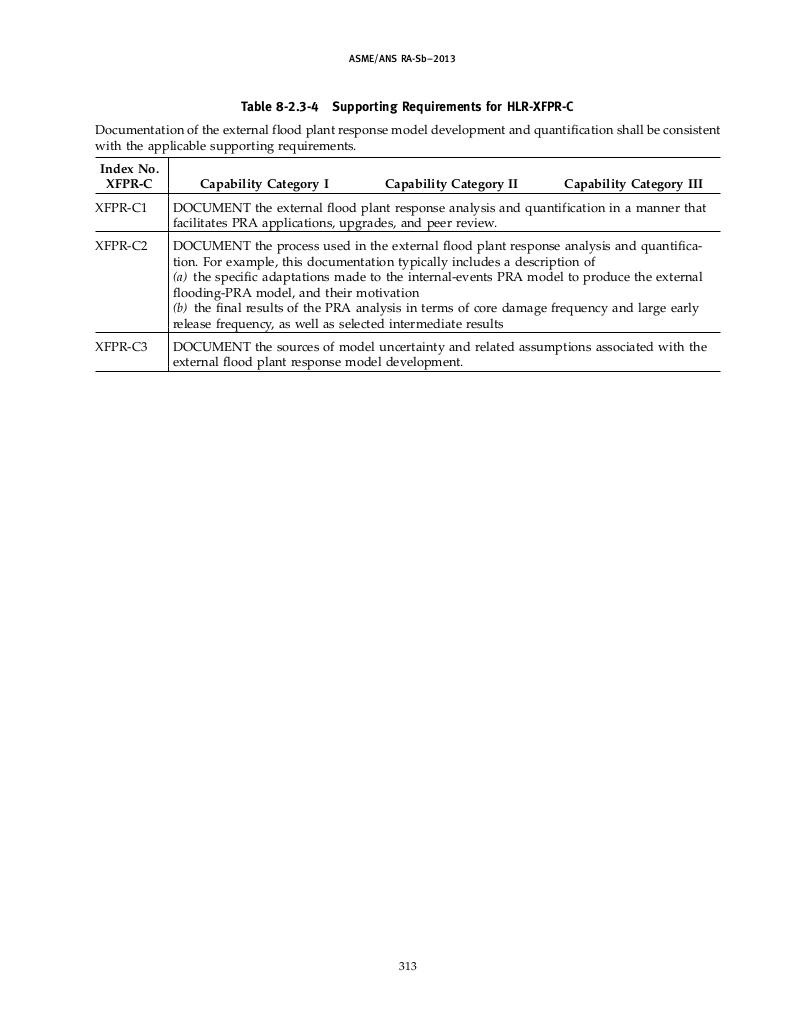 ASME/ANS RA-Sb–2013
Table 8-2.3-4 Supporting Requirements for HLR-XFPR-C
Documentation of the external flood plant response model development and quantification shall be consistent
with the applicable supporting requirements.
Index No.
XFPR-C Capability Category I Capability Category II Capability Category III
XFPR-C1 DOCUMENT the external flood plant response analysis and quantification in a manner that
facilitates PRA applications, upgrades, and peer review.
XFPR-C2 DOCUMENT the process used in the external flood plant response analysis and quantifica-
tion. For example, this documentation typically includes a description of
(a) the specific adaptations made to the internal-events PRA model to produce the external
flooding-PRA model, and their motivation
(b) the final results of the PRA analysis in terms of core damage frequency and large early
release frequency, as well as selected intermediate results
XFPR-C3 DOCUMENT the sources of model uncertainty and related assumptions associated with the
external flood plant response model development.
313